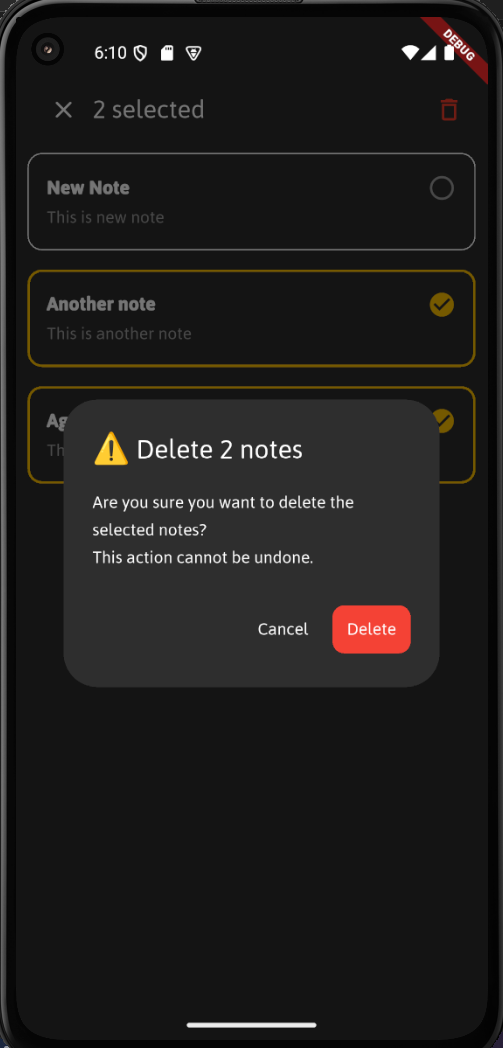 6:10
DEBUG
2 selected
New Note
This is new note
Another note
This is another note
Ag
Th
⚠️ Delete 2 notes
Are you sure you want to delete the
selected notes?
This action cannot be undone.
Cancel Delete